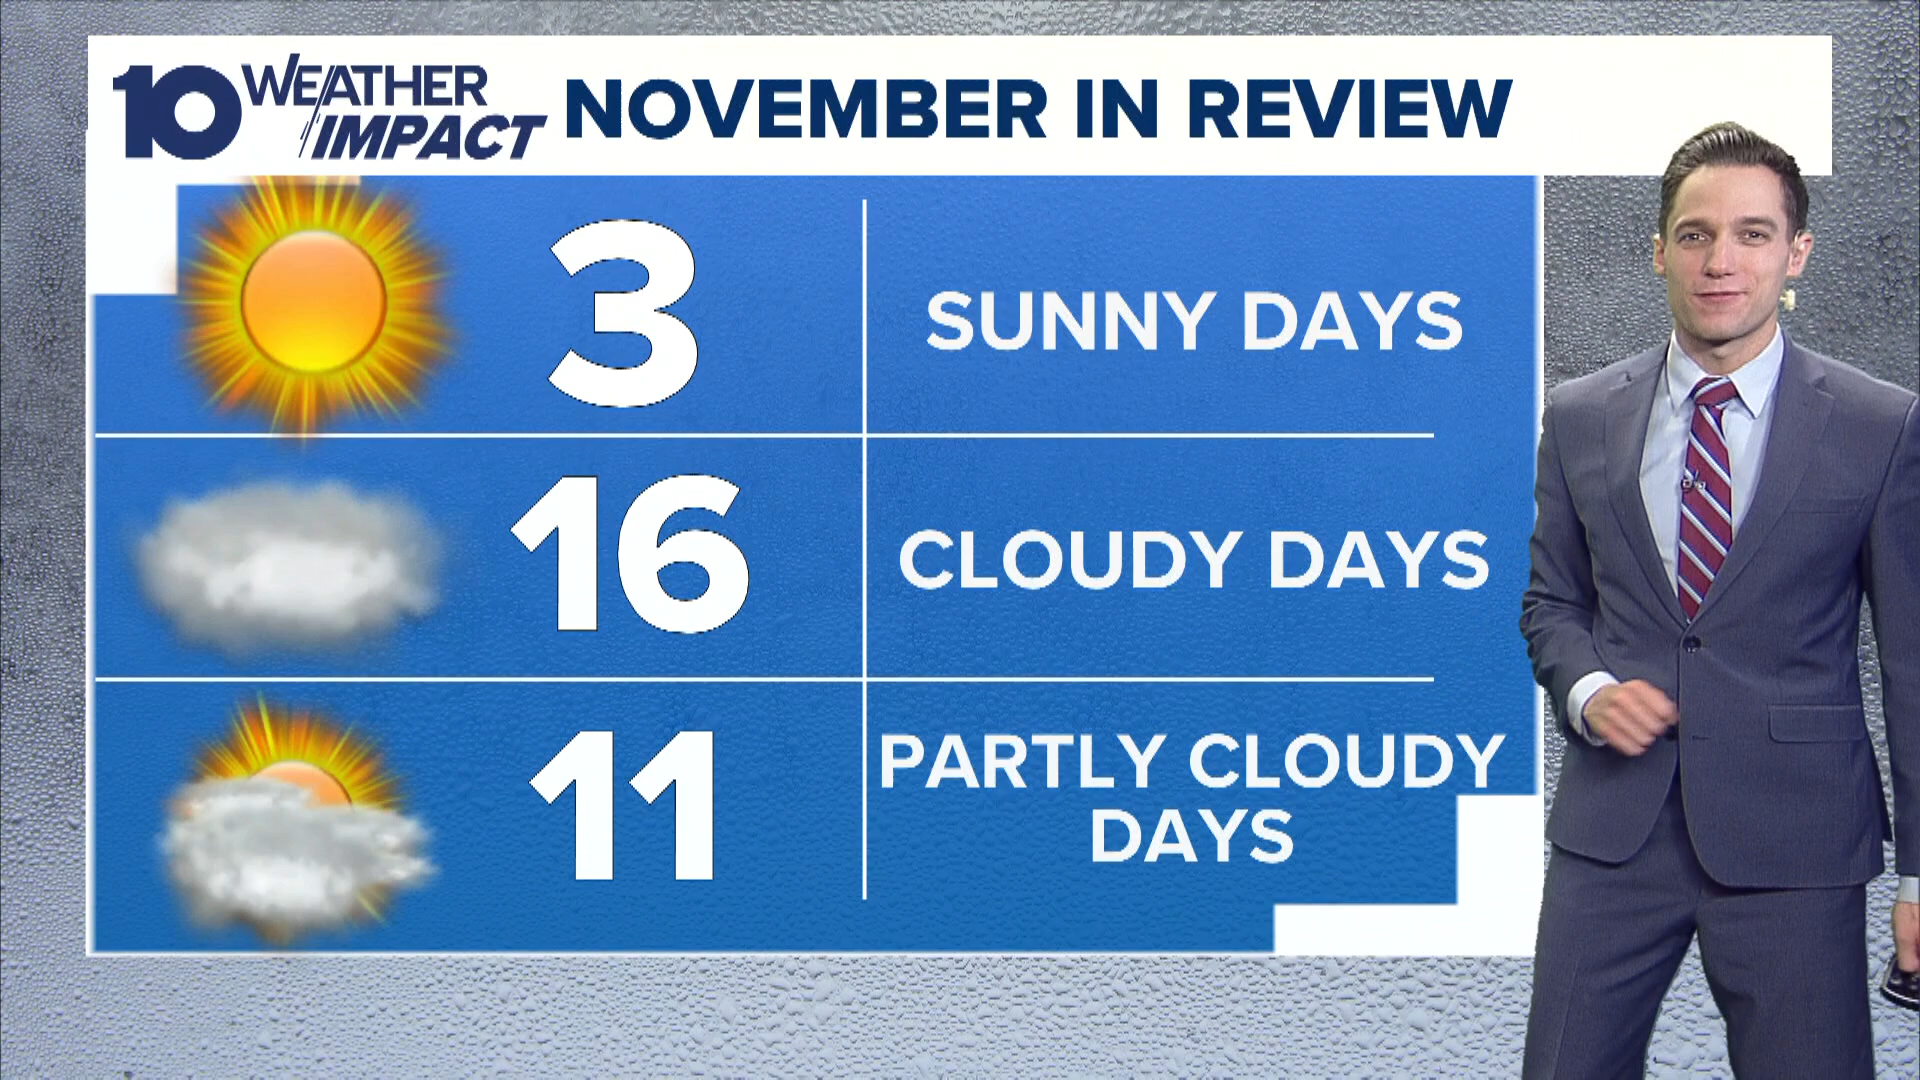 10 WEATHER IMPACT
NOVEMBER IN REVIEW
3 SUNNY DAYS
16 CLOUDY DAYS
11 PARTLY CLOUDY
DAYS